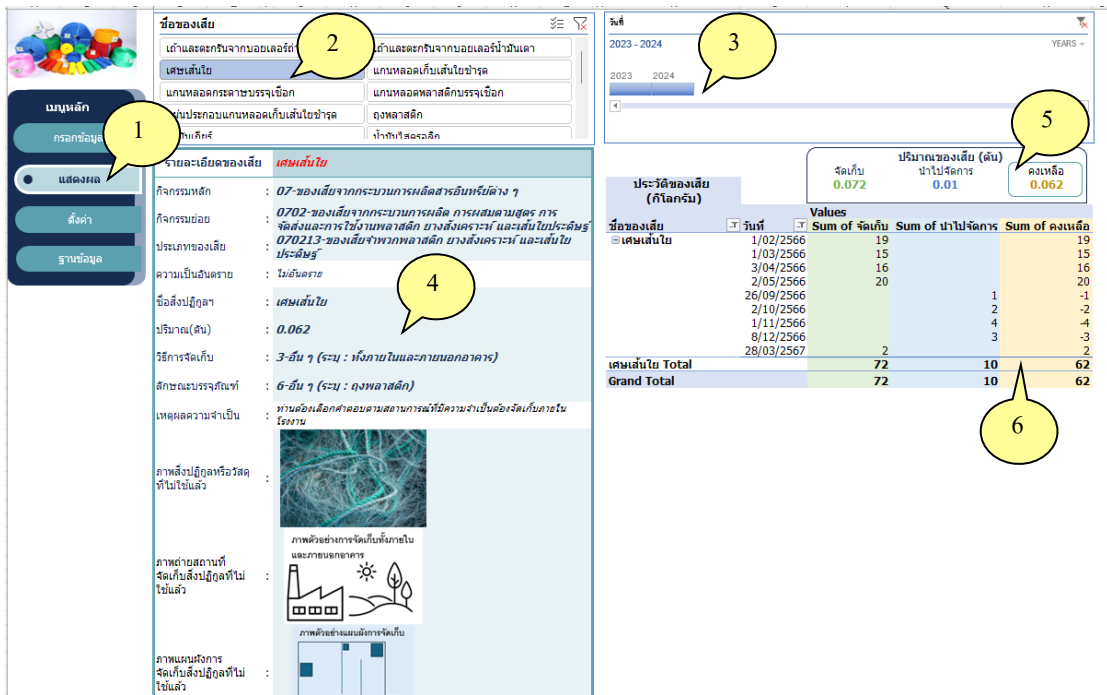 ชื่อของเสีย
เถ้าและตะกรันจากบอยเลอร์ถ่า
เถ้าและตะกรันจากบอยเลอร์น้ำมันเตา
เศษเส้นใย
แกนหลอดเก็บเส้นใยชำรุด
แกนหลอดกระดาษบรรจุเชือก
แกนหลอดพลาสติกบรรจุเชือก
นประกอบแกนหลอดเก็บเส้นใยชำรุด
ถุงพลาสติก
น้ำมันไฮดรอลิก
2
วันที่
2023 - 2024
YEARS
2023 2024
3
เมนูหลัก
กรอกข้อมูล
แสดงผล
ตั้งค่า
ฐานข้อมูล
1
รายละเอียดของเสีย เศษเส้นใย
กิจกรรมหลัก : 07-ของเสียจากกระบวนการผลิตสารอินทรีย์ต่าง ๆ
กิจกรรมย่อย : 0702-ของเสียจากกระบวนการผลิต การผสมตามสูตร การ
จัดส่งและการใช้งานพลาสติก ยางสังเคราะห์ และเส้นใยประดิษฐ์
ประเภทของเสีย : 070213-ของเสียจำพวกพลาสติก ยางสังเคราะห์ และเส้นใย
ประดิษฐ์
ความเป็นอันตราย : ไม่อันตราย
ชื่อสิ่งปฏิกูลฯ : เศษเส้นใย
ปริมาณ(ตัน) : 0.062
วิธีการจัดเก็บ : 3-อื่น ๆ (ระบุ : ทั้งภายในและภายนอกอาคาร)
ลักษณะบรรจุภัณฑ์ : 6-อื่น ๆ (ระบุ : ถุงพลาสติก)
เหตุผลความจำเป็น : ท่านต้องเลือกคำตอบตามสถานการณ์ที่มีความจำเป็นต้องจัดเก็บภายใน
โรงงาน
4
ภาพสิ่งปฏิกูลหรือวัสดุ
ที่ไม่ใช้แล้ว :
ภาพตัวอย่างการจัดเก็บทั้งภายใน
และภายนอกอาคาร
ภาพถ่ายสถานที่
จัดเก็บสิ่งปฏิกูลที่ไม่
ใช้แล้ว :
ภาพตัวอย่างแผนผังการจัดเก็บ
ภาพแผนผังการ
จัดเก็บสิ่งปฏิกูลที่ไม่
ใช้แล้ว :
5
ปริมาณของเสีย (ตัน)
จัดเก็บ นำไปจัดการ คงเหลือ
0.072 0.01 0.062
ประวัติของเสีย
(กิโลกรัม)
Values
ชื่อของเสีย วันที่ Sum of จัดเก็บ Sum of นำไปจัดการ Sum of คงเหลือ
เศษเส้นใย 1/02/2566 19 19
1/03/2566 15 15
3/04/2566 16 16
2/05/2566 20 20
26/09/2566 1 -1
2/10/2566 2 -2
1/11/2566 4 -4
8/12/2566 3 -3
28/03/2567 2 2
เศษเส้นใย Total 72 10 62
Grand Total 72 10 62
6